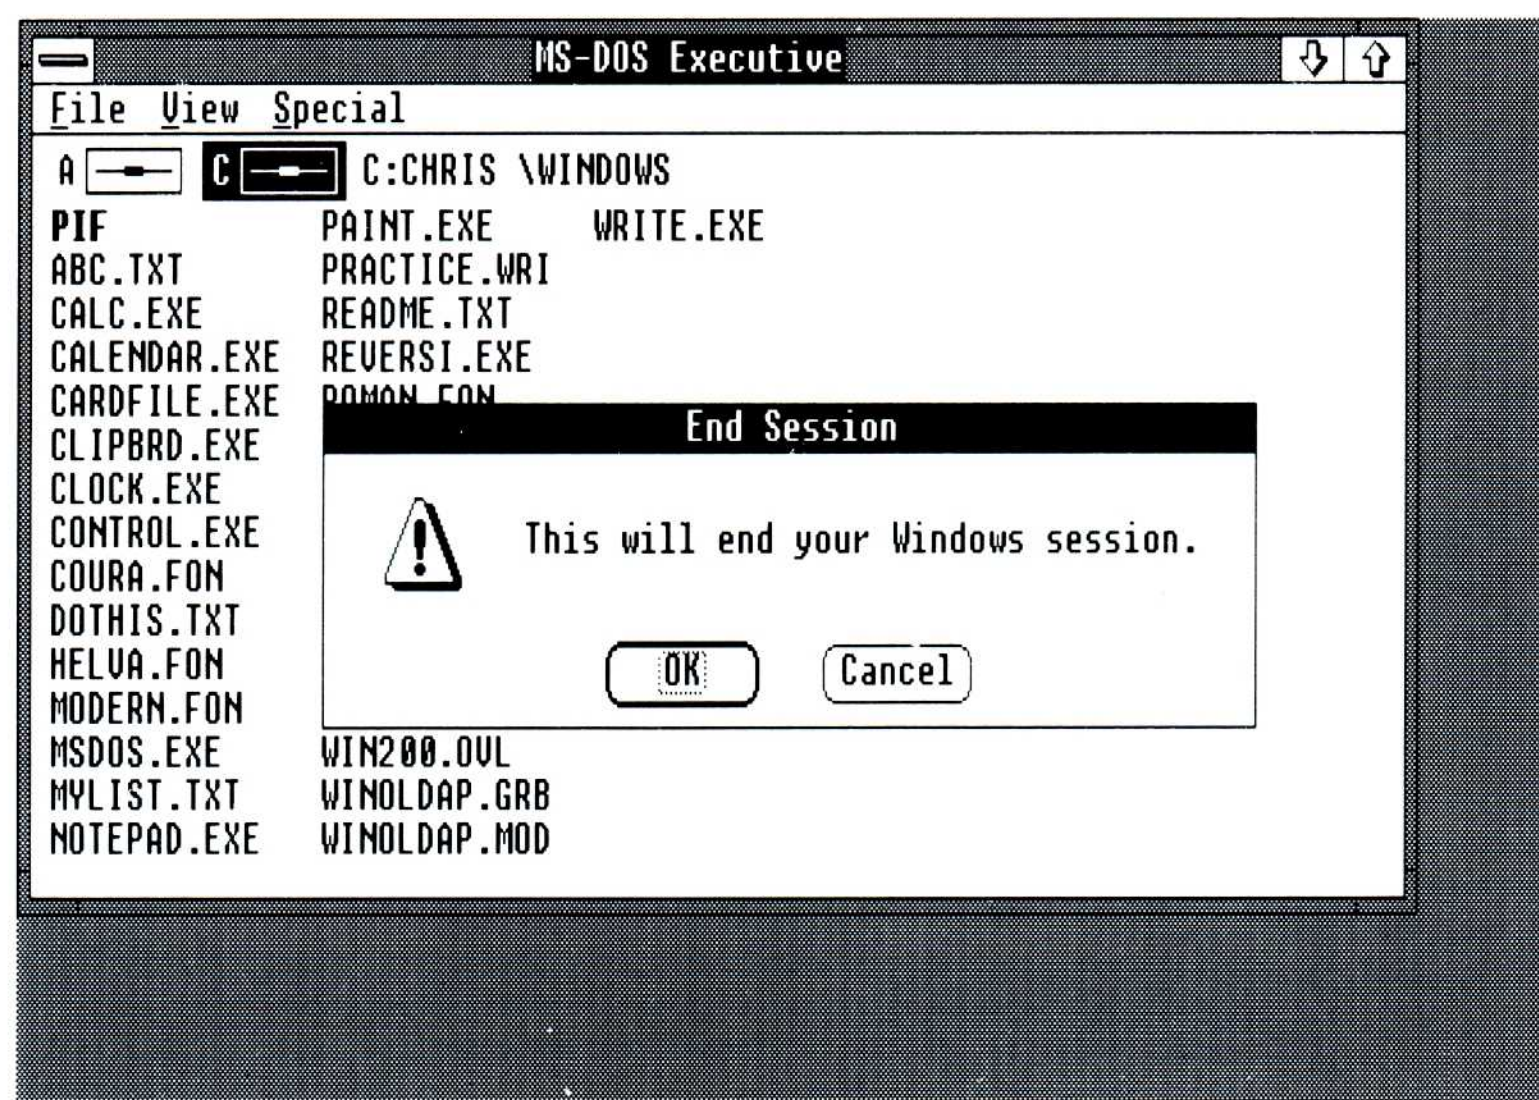 MS-DOS Executive
File View Special
A C C:CHRIS \WINDOWS
PIF PAINT.EXE WRITE.EXE
ABC.TXT PRACTICE.WRI
CALC.EXE README.TXT
CALENDAR.EXE REVERSI.EXE
CARDFILE.EXE ROMAN.FON
CLIPBRD.EXE
CLOCK.EXE
CONTROL.EXE
COURA.FON
DOTHIS.TXT
HELVA.FON
MODERN.FON
MSDOS.EXE WIN200.OVL
MYLIST.TXT WINOLDAP.GRB
NOTEPAD.EXE WINOLDAP.MOD
End Session
This will end your Windows session.
OK Cancel